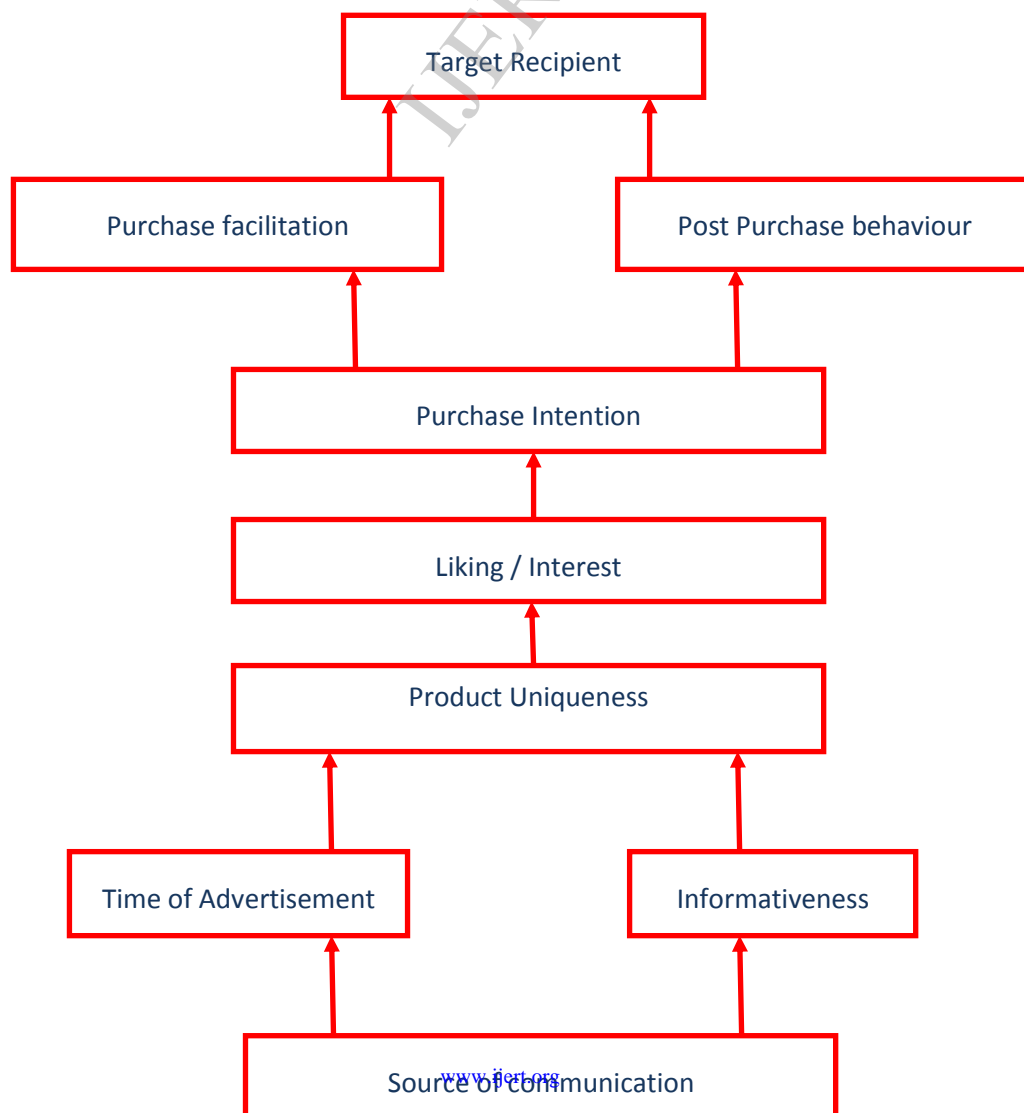 IJER
Target Recipient
Purchase facilitation
Post Purchase behaviour
Purchase Intention
Liking / Interest
Product Uniqueness
Time of Advertisement
Informativeness
Source of communication
www.ijert.org